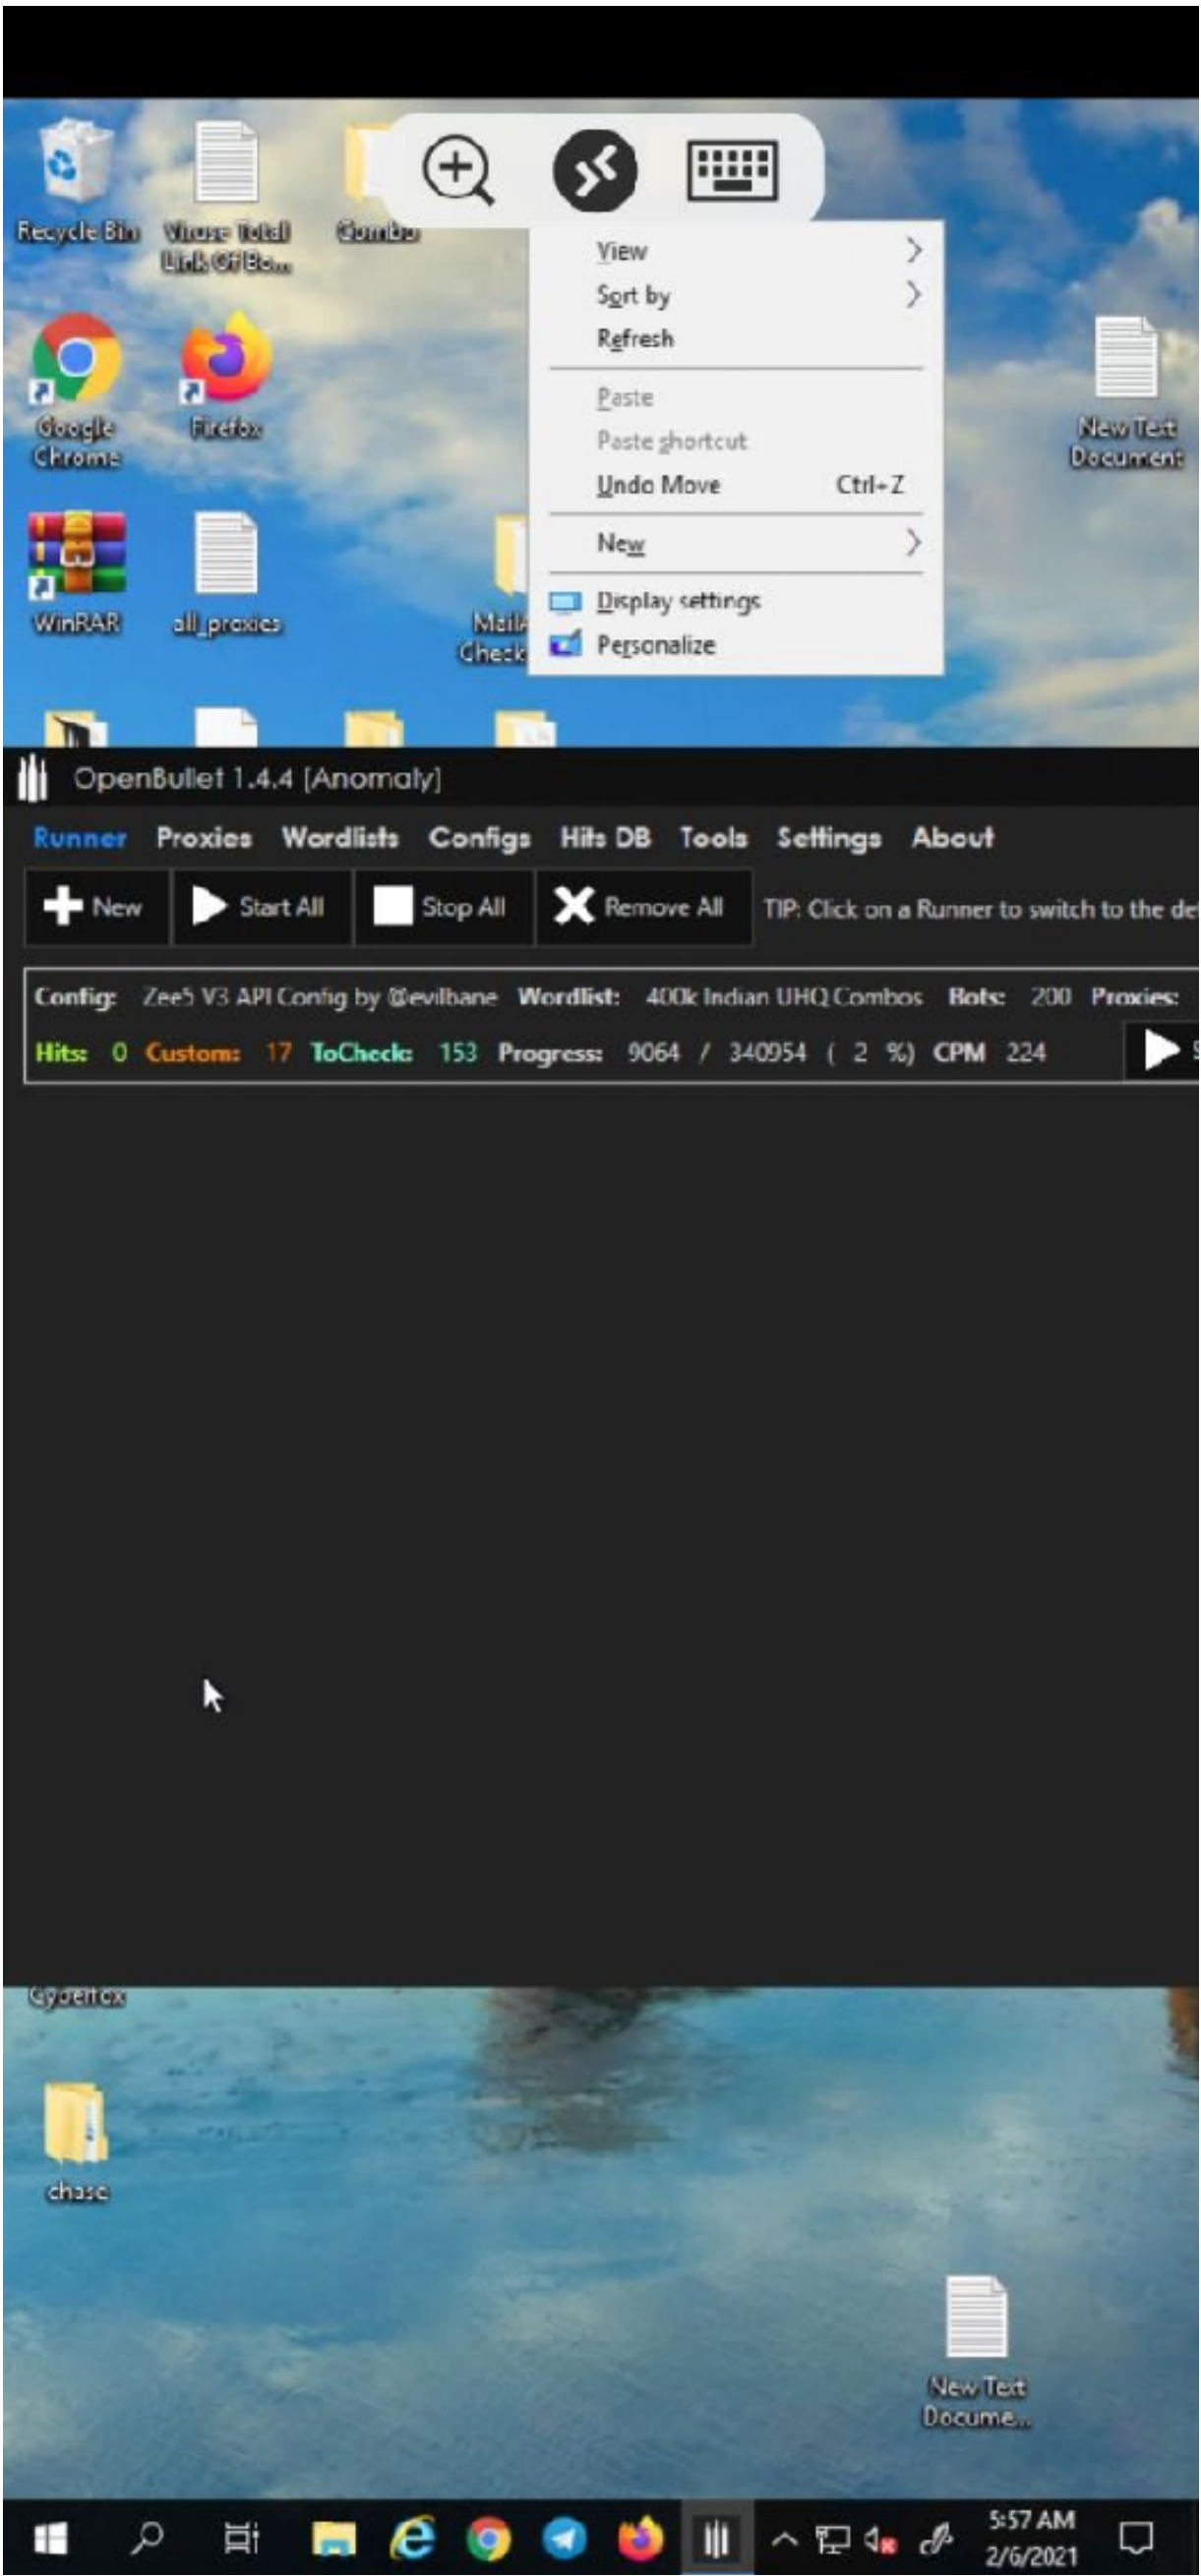 Recycle Bin
Viruse Total
Link Of Bo...
Combo
View
Sort by
Refresh
Google
Chrome
Firefox
Paste
Paste shortcut
Undo Move Ctrl+Z
New Text
Document
New
WinRAR
all_proxies
Display settings
Personalize
Check
OpenBullet 1.4.4 [Anomaly]
Runner Proxies Wordlists Configs Hits DB Tools Settings About
New Start All Stop All Remove All TIP: Click on a Runner to switch to the det
Config: Zee5 V3 API Config by @evilbane Wordlist: 400k Indian UHQ Combos Bots: 200 Proxies:
Hits: 0 Custom: 17 ToCheck: 153 Progress: 9064 / 340954 ( 2 %) CPM 224
Cyberfox
chase
New Text
Docume...
5:57 AM
2/6/2021